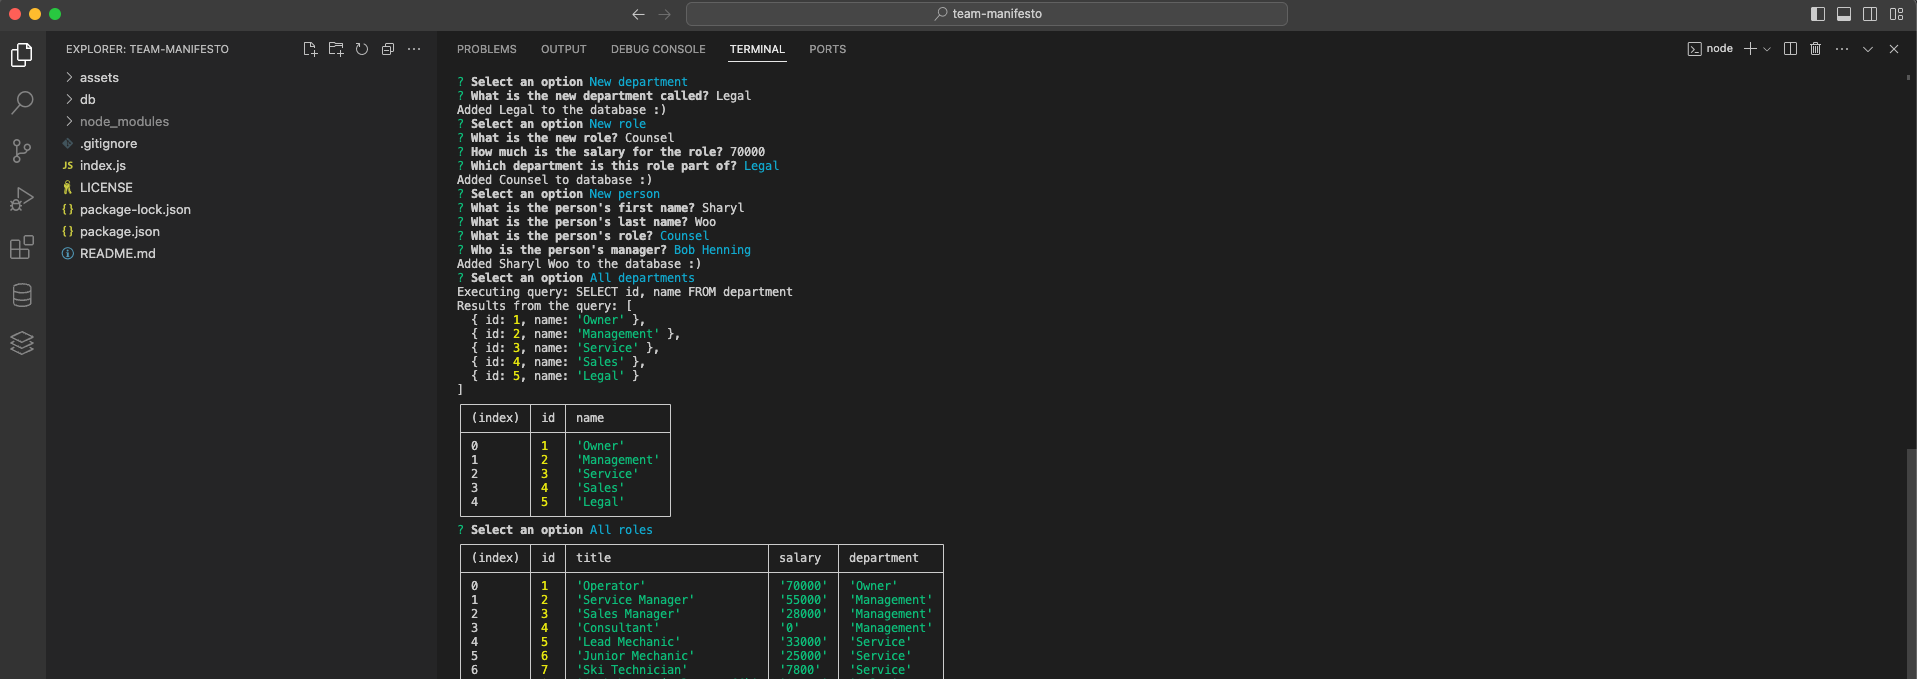 team-manifesto
EXPLORER: TEAM-MANIFESTO
assets
db
node_modules
.gitignore
JS index.js
LICENSE
{} package-lock.json
{} package.json
README.md
PROBLEMS OUTPUT DEBUG CONSOLE TERMINAL PORTS
node
? Select an option New department
? What is the new department called? Legal
Added Legal to the database :)
? Select an option New role
? What is the new role? Counsel
? How much is the salary for the role? 70000
? Which department is this role part of? Legal
Added Counsel to database :)
? Select an option New person
? What is the person's first name? Sharyl
? What is the person's last name? Woo
? What is the person's role? Counsel
? Who is the person's manager? Bob Henning
Added Sharyl Woo to the database :)
? Select an option All departments
Executing query: SELECT id, name FROM department
Results from the query: [
{ id: 1, name: 'Owner' },
{ id: 2, name: 'Management' },
{ id: 3, name: 'Service' },
{ id: 4, name: 'Sales' },
{ id: 5, name: 'Legal' }
]
(index) id name
0 1 'Owner'
1 2 'Management'
2 3 'Service'
3 4 'Sales'
4 5 'Legal'
? Select an option All roles
(index) id title salary department
0 1 'Operator' '70000' 'Owner'
1 2 'Service Manager' '55000' 'Management'
2 3 'Sales Manager' '28000' 'Management'
3 4 'Consultant' '0' 'Management'
4 5 'Lead Mechanic' '33000' 'Service'
5 6 'Junior Mechanic' '25000' 'Service'
6 7 'Ski Technician' '7800' 'Service'